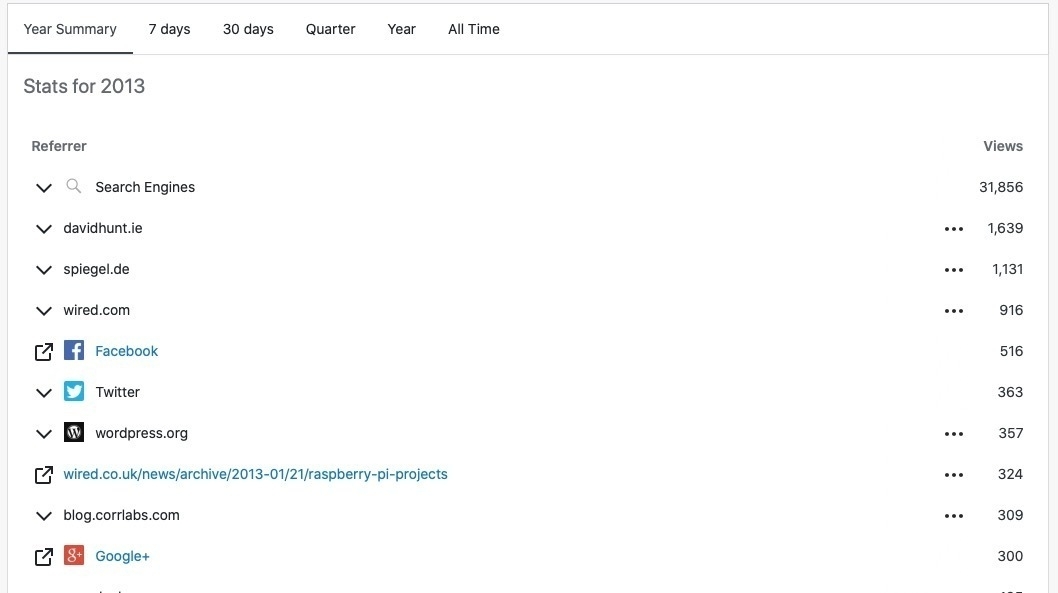 Year Summary 7 days 30 days Quarter Year All Time
Stats for 2013
Referrer Views
Search Engines 31,856
davidhunt.ie 1,639
spiegel.de 1,131
wired.com 916
Facebook 516
Twitter 363
wordpress.org 357
wired.co.uk/news/archive/2013-01/21/raspberry-pi-projects 324
blog.corrlabs.com 309
Google+ 300